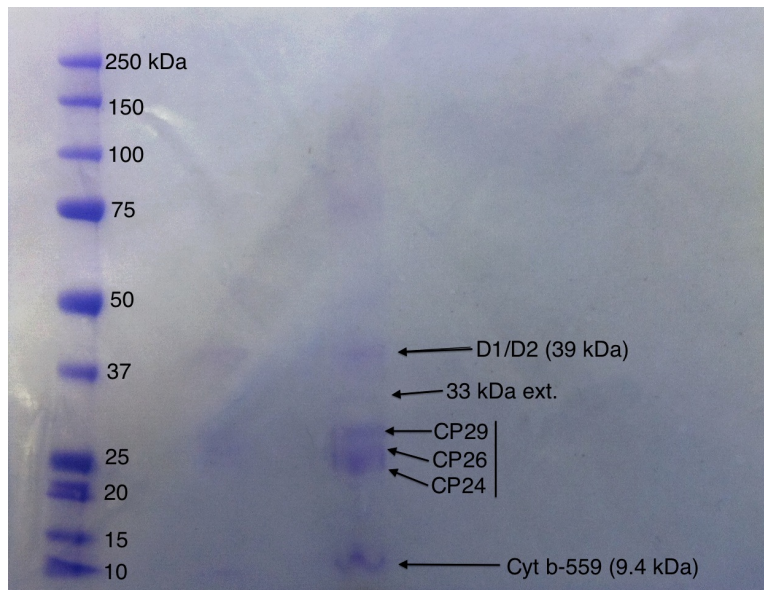 250 kDa
150
100
75
50
D1/D2 (39 kDa)
37
33 kDa ext.
CP29
25
CP26
CP24
20
15
Cyt b-559 (9.4 kDa)
10